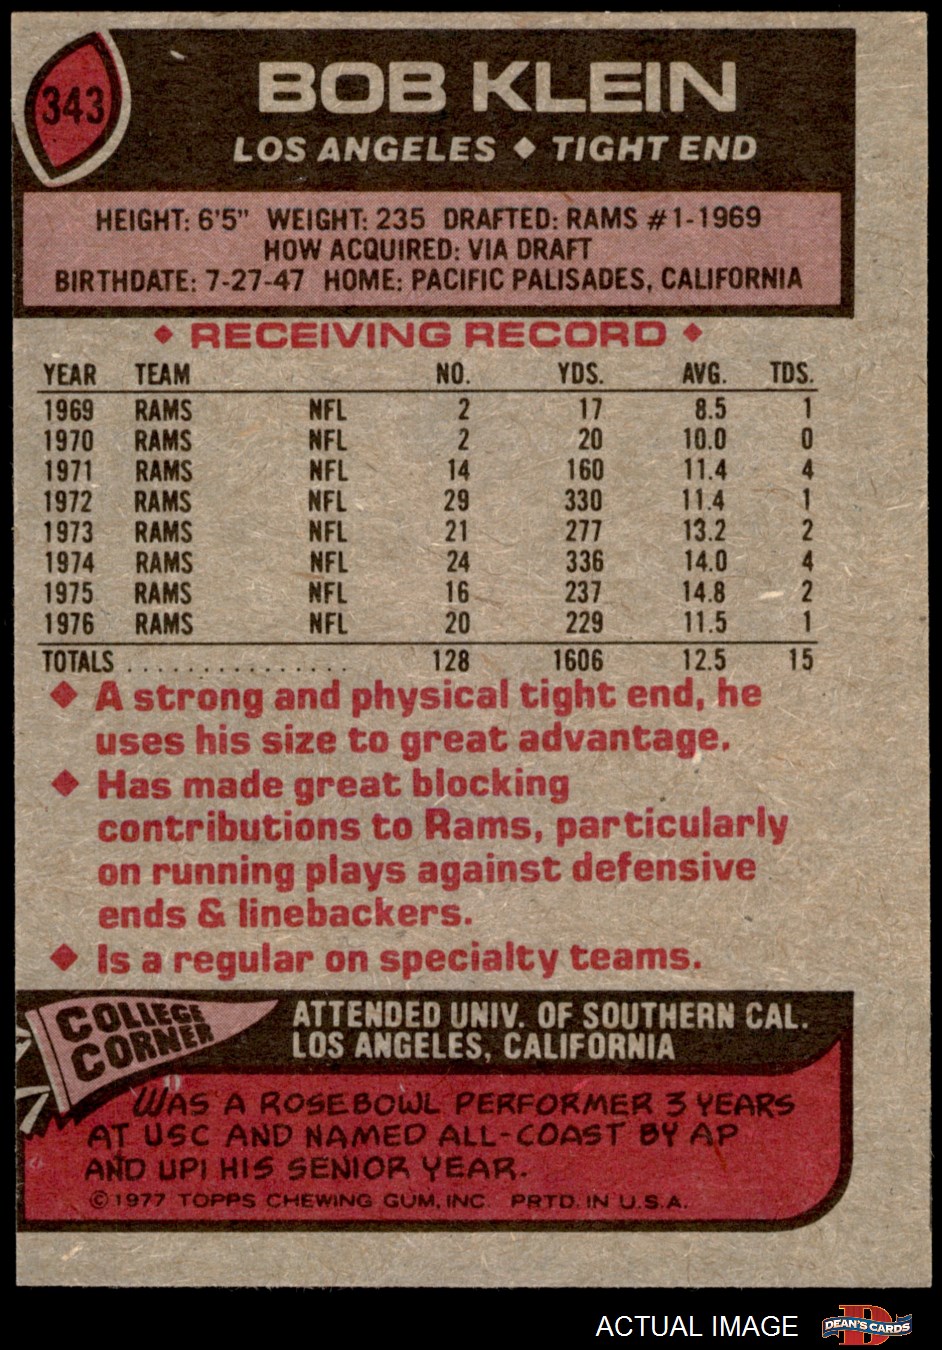 343
BOB KLEIN
LOS ANGELES ◆ TIGHT END
HEIGHT: 6'5" WEIGHT: 235 DRAFTED: RAMS #1-1969
HOW ACQUIRED: VIA DRAFT
BIRTHDATE: 7-27-47 HOME: PACIFIC PALISADES, CALIFORNIA
◆ RECEIVING RECORD ◆
YEAR TEAM NO. YDS. AVG. TDS.
1969 RAMS NFL 2 17 8.5 1
1970 RAMS NFL 2 20 10.0 0
1971 RAMS NFL 14 160 11.4 4
1972 RAMS NFL 29 330 11.4 1
1973 RAMS NFL 21 277 13.2 2
1974 RAMS NFL 24 336 14.0 4
1975 RAMS NFL 16 237 14.8 2
1976 RAMS NFL 20 229 11.5 1
TOTALS . . . . . . . . . . . . . . . 128 1606 12.5 15
◆ A strong and physical tight end, he
uses his size to great advantage.
◆ Has made great blocking
contributions to Rams, particularly
on running plays against defensive
ends & linebackers.
◆ Is a regular on specialty teams.
COLLEGE
CORNER
ATTENDED UNIV. OF SOUTHERN CAL.
LOS ANGELES, CALIFORNIA
WAS A ROSEBOWL PERFORMER 3 YEARS
AT USC AND NAMED ALL-COAST BY AP
AND UPI HIS SENIOR YEAR.
© 1977 TOPPS CHEWING GUM, INC. PRTD. IN U.S.A.
ACTUAL IMAGE
D
DEAN'S CARDS